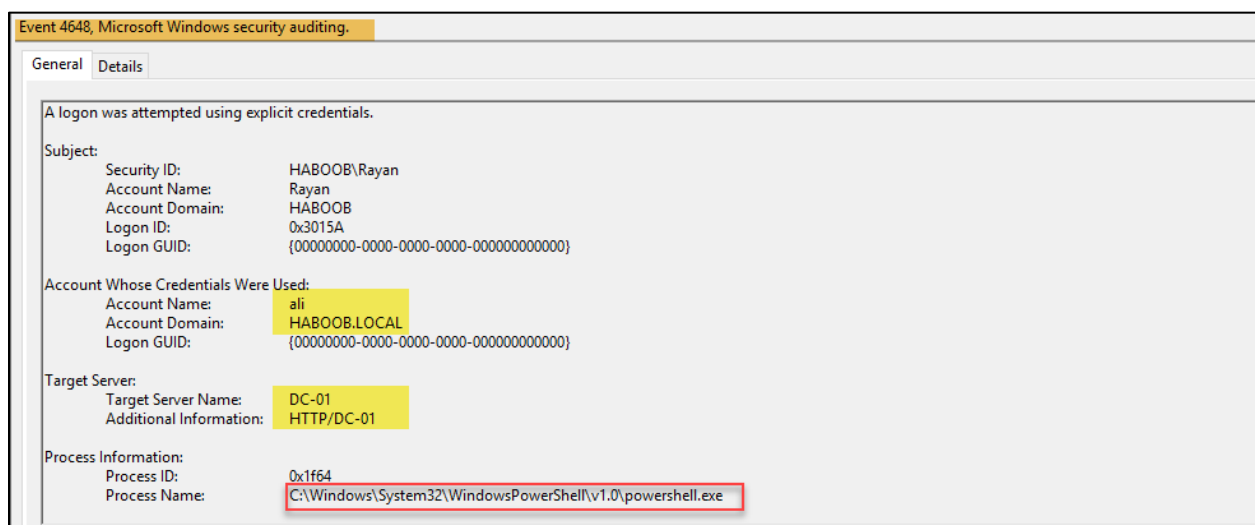 Event 4648, Microsoft Windows security auditing.
General Details
A logon was attempted using explicit credentials.
Subject:
Security ID: HABOOB\Rayan
Account Name: Rayan
Account Domain: HABOOB
Logon ID: 0x3015A
Logon GUID: {00000000-0000-0000-0000-000000000000}
Account Whose Credentials Were Used:
Account Name: ali
Account Domain: HABOOB.LOCAL
Logon GUID: {00000000-0000-0000-0000-000000000000}
Target Server:
Target Server Name: DC-01
Additional Information: HTTP/DC-01
Process Information:
Process ID: 0x1f64
Process Name: C:\Windows\System32\WindowsPowerShell\v1.0\powershell.exe